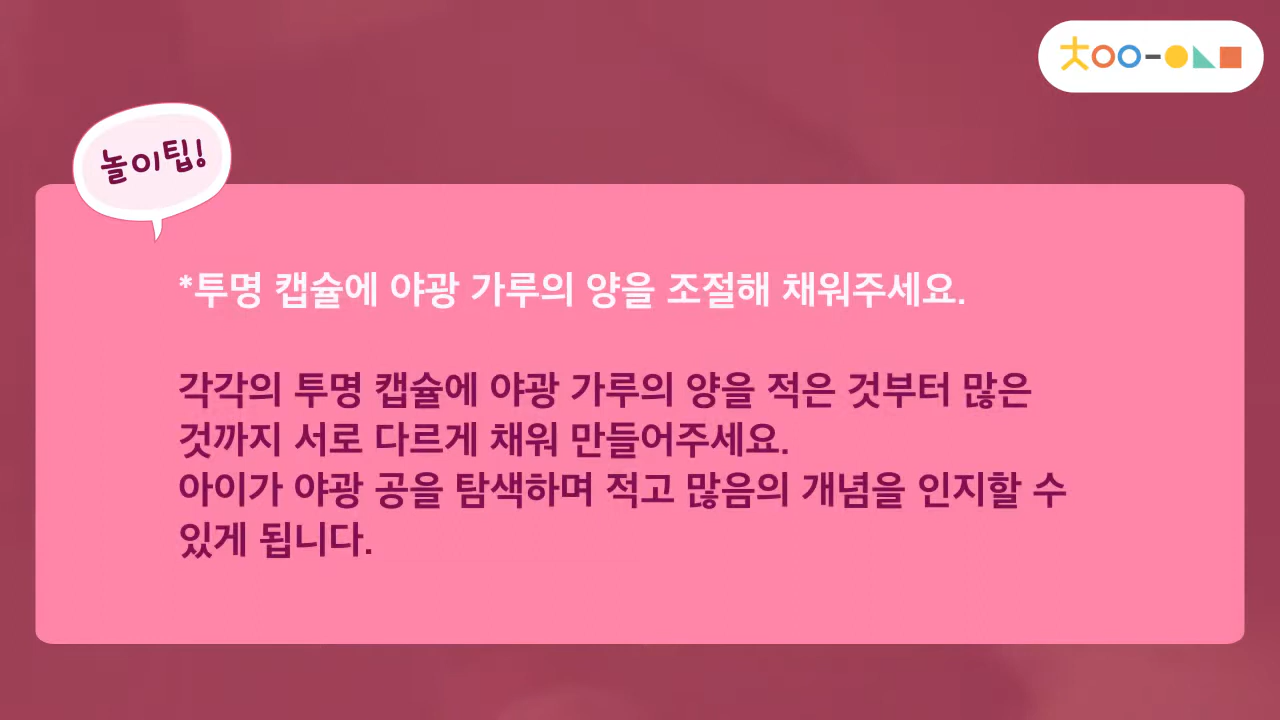 놀이팁!
*투명 캡슐에 야광 가루의 양을 조절해 채워주세요.
각각의 투명 캡슐에 야광 가루의 양을 적은 것부터 많은
것까지 서로 다르게 채워 만들어주세요.
아이가 야광 공을 탐색하며 적고 많음의 개념을 인지할 수
있게 됩니다.